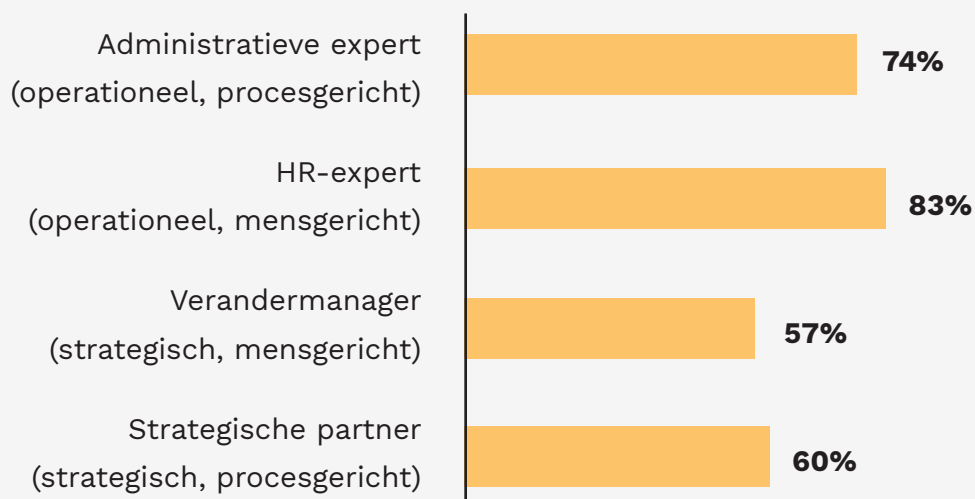 Administratieve expert
(operationeel, procesgericht)
74%
HR-expert
(operationeel, mensgericht)
83%
Verandermanager
(strategisch, mensgericht)
57%
Strategische partner
(strategisch, procesgericht)
60%